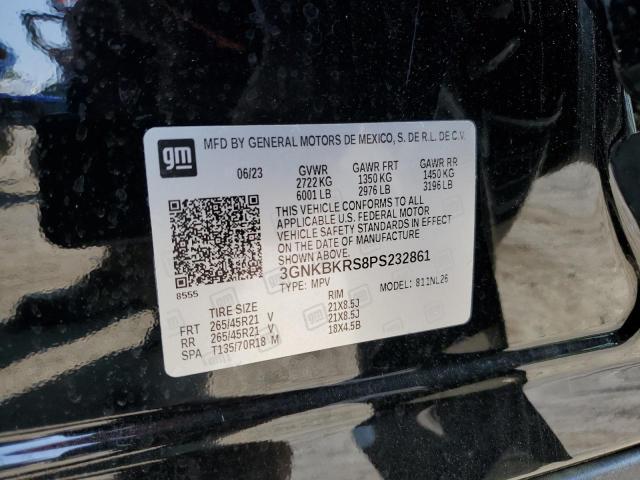 gm
MFD BY GENERAL MOTORS DE MEXICO, S. DE R.L. DE C.V.
06/23 GVWR GAWR FRT GAWR RR
2722 KG 1350 KG 1450 KG
6001 LB 2976 LB 3196 LB
THIS VEHICLE CONFORMS TO ALL
APPLICABLE U.S. FEDERAL MOTOR
VEHICLE SAFETY STANDARDS IN EFFECT
ON THE DATE OF MANUFACTURE
SHOWN ABOVE.
3GNKBKRS8PS232861
8555 TYPE: MPV MODEL: 811NL26
TIRE SIZE RIM
FRT 265/45R21 V 21X8.5J
RR 265/45R21 V 21X8.5J
SPA T135/70R18 M 18X4.5B